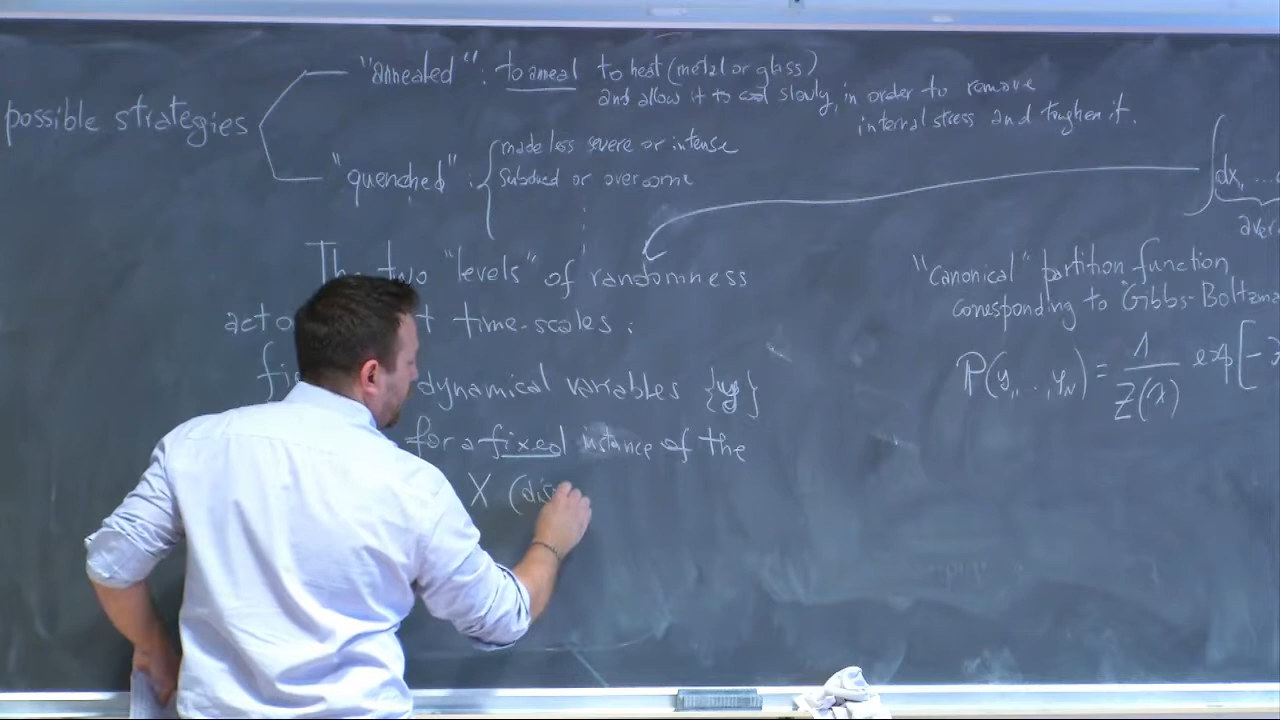 "annealed": to anneal to heat (metal or glass)
and allow it to cool slowly, in order to remove
internal stress and toughen it.
possible strategies
"quenched": { made less severe or intense
subdued or overcome
∫dx, ...
The two "levels" of randomness
act o t time-scales:
dynamical variables {y}
for a fixed instance of the
X (dis
"Canonical" partition function
corresponding to Gibbs-Boltzma
P(y₁,..,y_N) = 1/Z(λ) exp[-